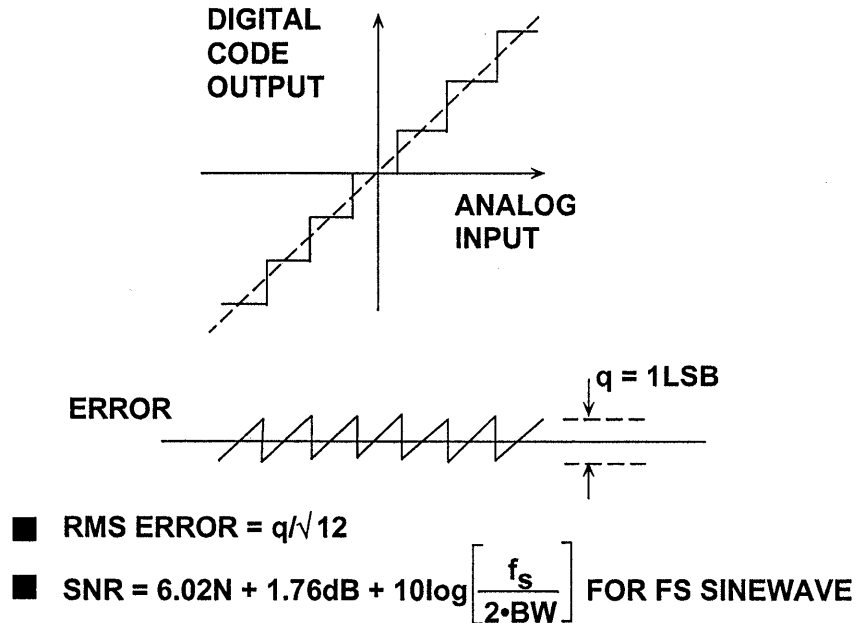 DIGITAL
CODE
OUTPUT
ANALOG
INPUT
q = 1LSB
ERROR
■ RMS ERROR = q/√12
■ SNR = 6.02N + 1.76dB + 10log[fs/2•BW] FOR FS SINEWAVE